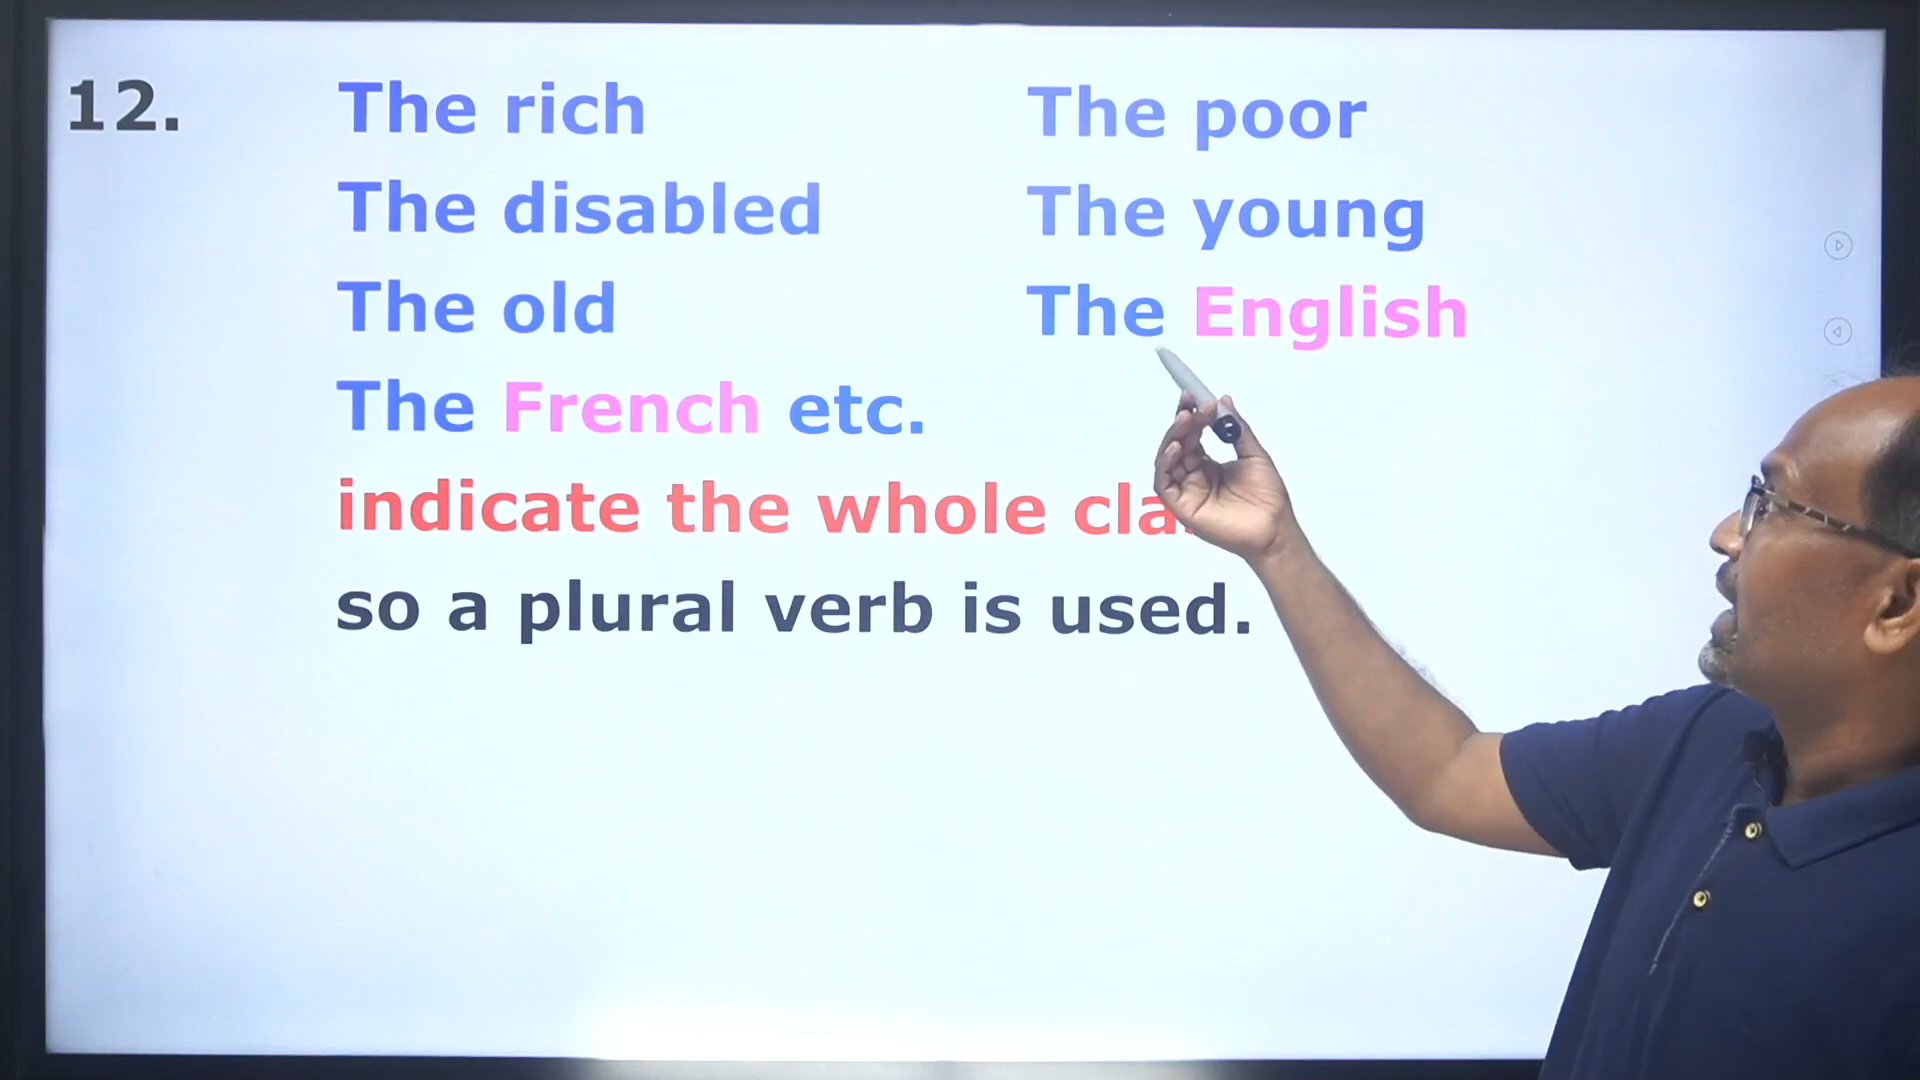 12. The rich The poor
The disabled The young
The old The English
The French etc.
indicate the whole
so a plural verb is used.